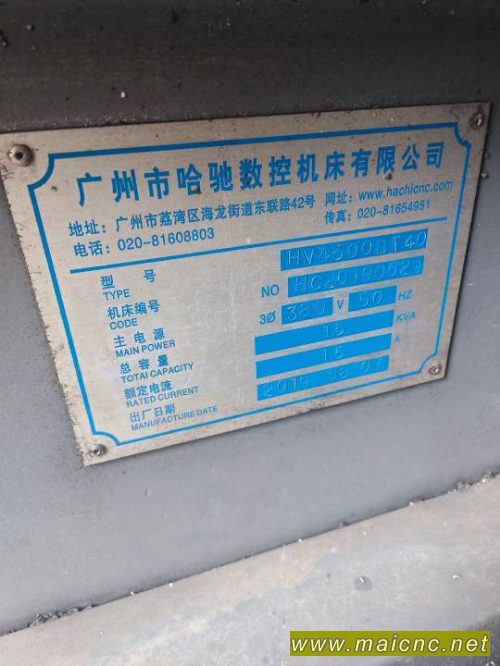 广州市哈驰数控机床有限公司
地址：广州市荔湾区海龙街道东联路42号 网址：www.hachicnc.com
电话：020-81608803 传真：020-81654951
型号 HV45008T40
TYPE
机床编号 NO HC20190629
CODE
主电源 3Ø 380 V 50 HZ
MAIN POWER
总容量 15 KVA
TOTAI CAPACITY
额定电流 15 A
RATED CURRENT
出厂日期 2019 08 07
MANUFACTURE DATE
www.maicnc.net